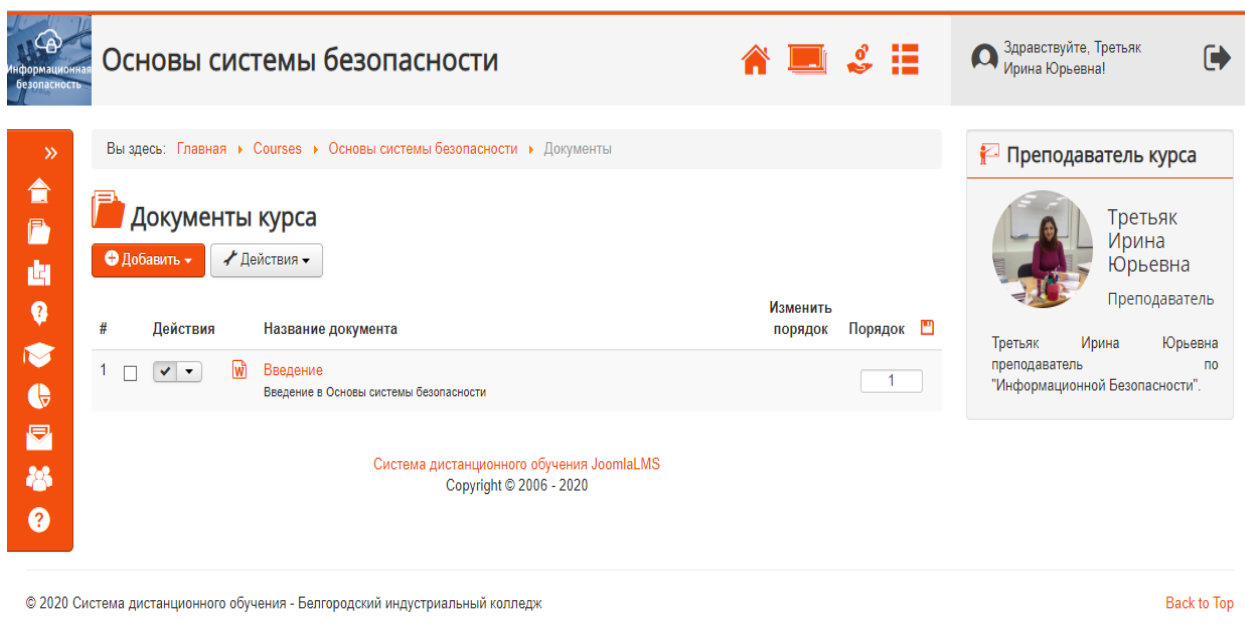 Информационная
безопасность
Основы системы безопасности
Здравствуйте, Третьяк
Ирина Юрьевна!
Вы здесь: Главная Courses Основы системы безопасности Документы
Документы курса
Добавить
Действия
# Действия Название документа Изменить порядок Порядок
1 W Введение 1
Введение в Основы системы безопасности
Система дистанционного обучения JoomlaLMS
Copyright © 2006 - 2020
Преподаватель курса
Третьяк
Ирина
Юрьевна
Преподаватель
Третьяк Ирина Юрьевна
преподаватель по
"Информационной Безопасности".
© 2020 Система дистанционного обучения - Белгородский индустриальный колледж
Back to Top